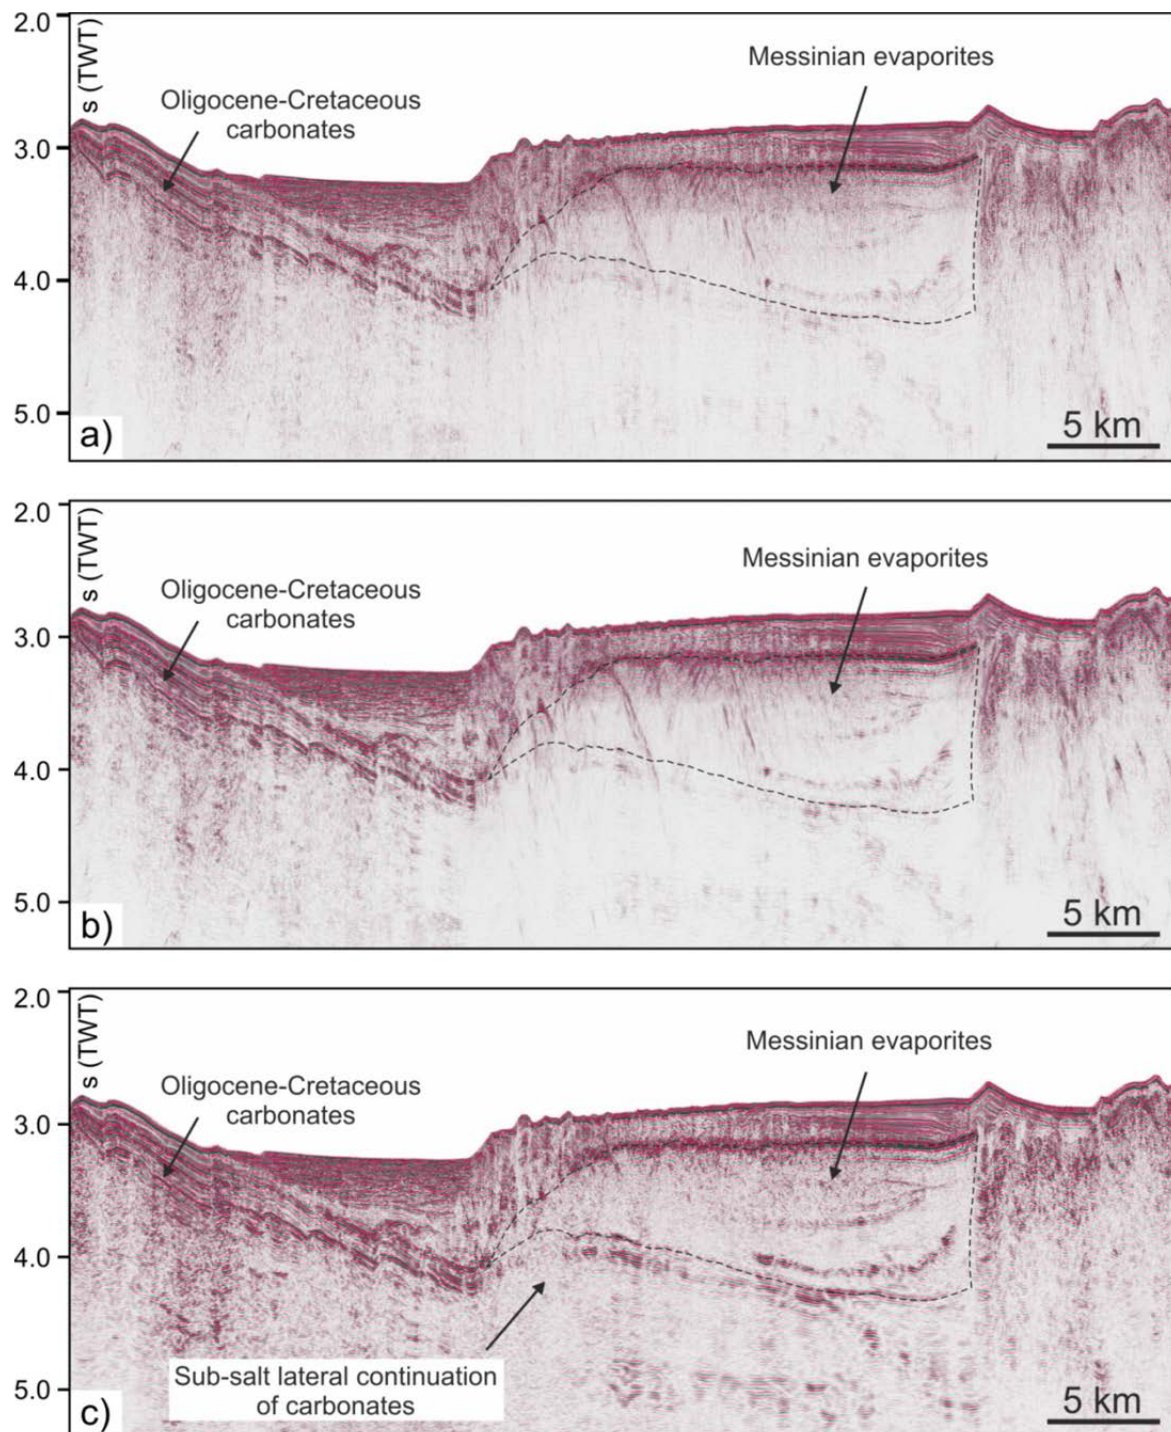 2.0
s (TWT)
Messinian evaporites
Oligocene-Cretaceous
carbonates
3.0
4.0
5.0
a)
5 km
2.0
s (TWT)
Messinian evaporites
Oligocene-Cretaceous
carbonates
3.0
4.0
5.0
b)
5 km
2.0
s (TWT)
Messinian evaporites
Oligocene-Cretaceous
carbonates
3.0
4.0
Sub-salt lateral continuation
of carbonates
5.0
c)
5 km